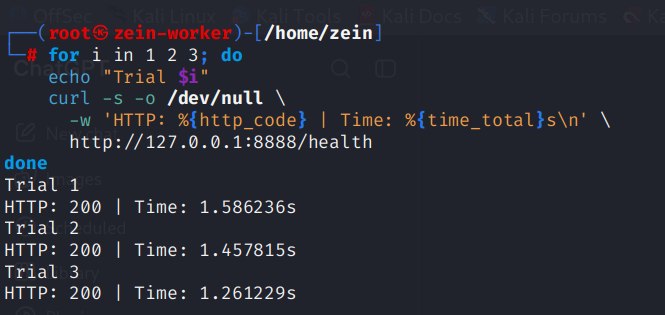 OffSec Kali Linux Kali Tools Kali Docs Kali Forums Ka
┌──(root㉿zein-worker)-[/home/zein]
└─# for i in 1 2 3; do
echo "Trial $i"
curl -s -o /dev/null \
-w 'HTTP: %{http_code} | Time: %{time_total}s\n' \
http://127.0.0.1:8888/health
done
Trial 1
HTTP: 200 | Time: 1.586236s
Trial 2
HTTP: 200 | Time: 1.457815s
Trial 3
HTTP: 200 | Time: 1.261229s